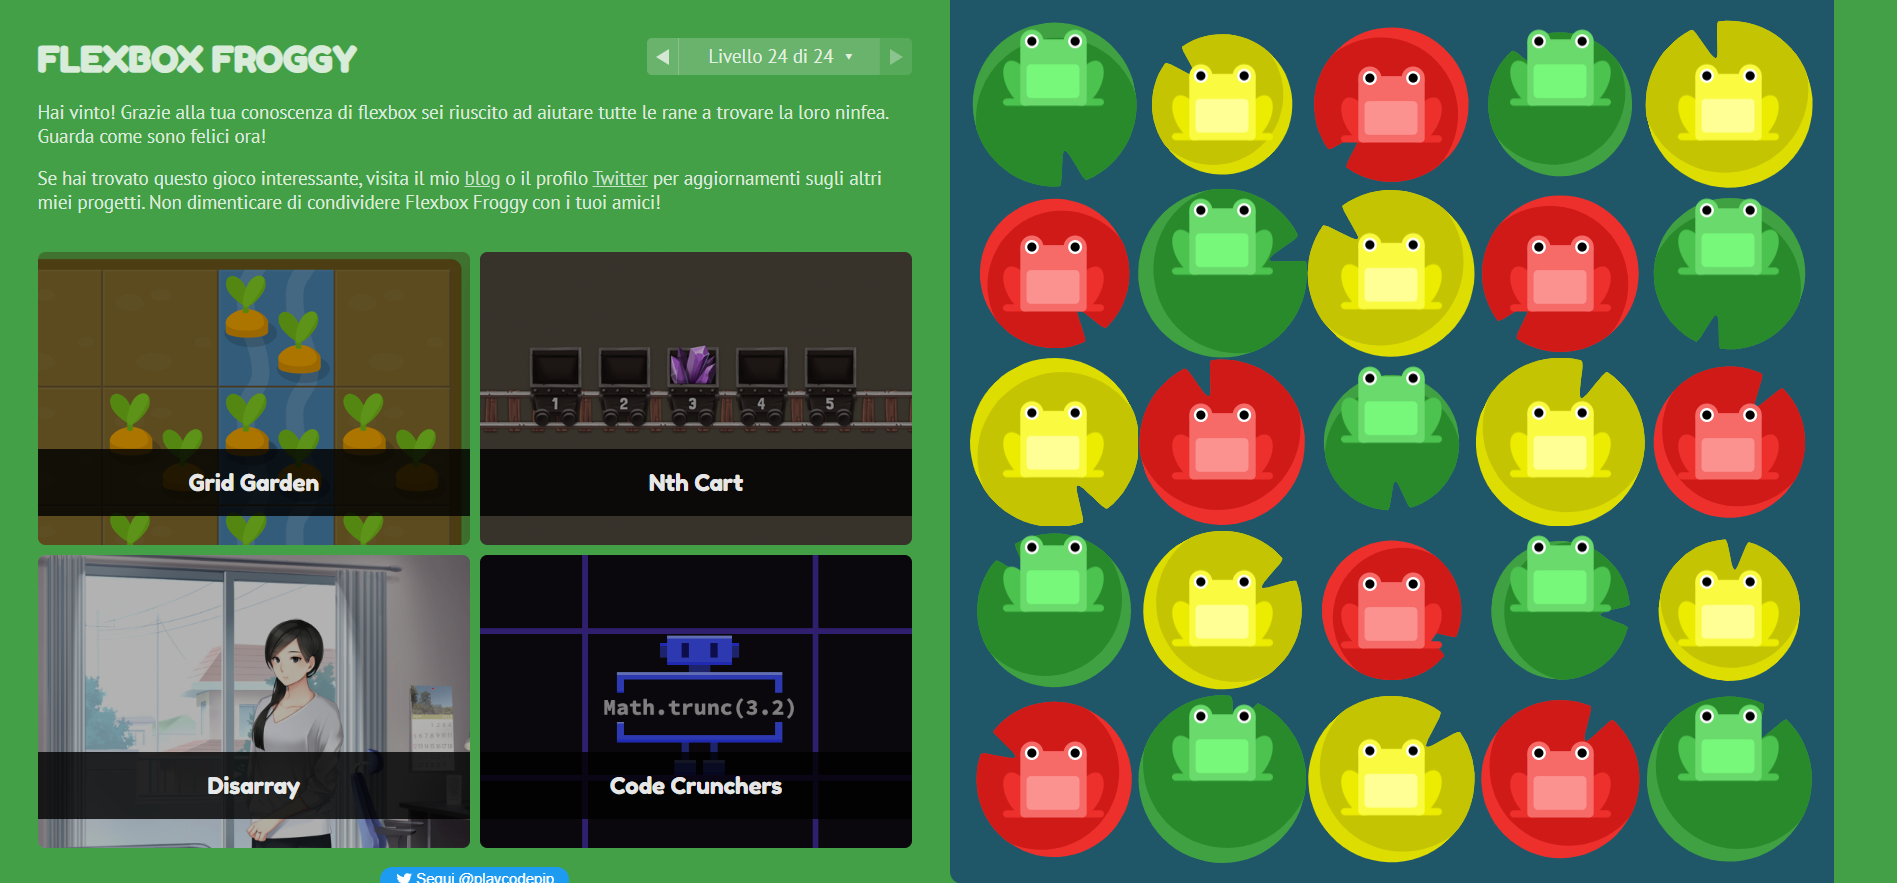 FLEXBOX FROGGY
Livello 24 di 24
Hai vinto! Grazie alla tua conoscenza di flexbox sei riuscito ad aiutare tutte le rane a trovare la loro ninfea.
Guarda come sono felici ora!
Se hai trovato questo gioco interessante, visita il mio blog o il profilo Twitter per aggiornamenti sugli altri
miei progetti. Non dimenticare di condividere Flexbox Froggy con i tuoi amici!
Grid Garden
1 2 3 4 5
Nth Cart
Disarray
Math.trunc(3.2)
Code Crunchers
Segui @playcodepip